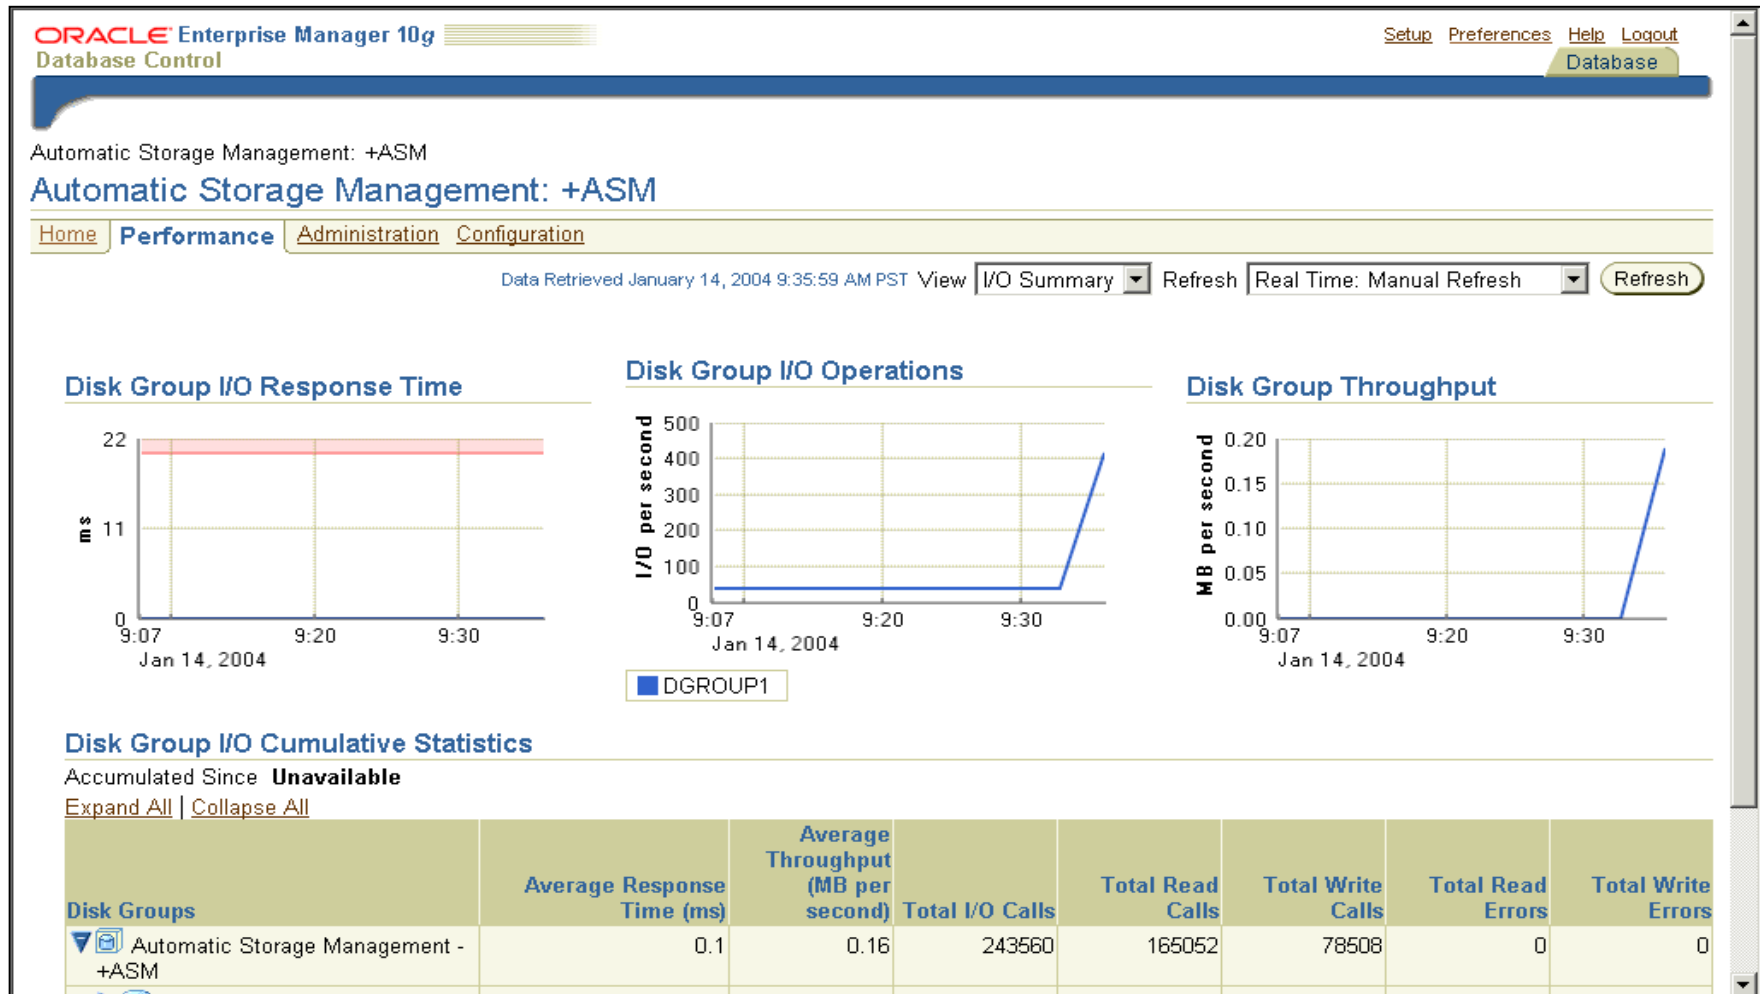 ORACLE Enterprise Manager 10g
Database Control
Setup Preferences Help Logout
Database
Automatic Storage Management: +ASM
Automatic Storage Management: +ASM
Home Performance Administration Configuration
Data Retrieved January 14, 2004 9:35:59 AM PST View I/O Summary Refresh Real Time: Manual Refresh Refresh
Disk Group I/O Response Time
22
11
0
ms
9:07 9:20 9:30
Jan 14, 2004
Disk Group I/O Operations
500
400
300
200
100
0
I/O per second
9:07 9:20 9:30
Jan 14, 2004
DGROUP1
Disk Group Throughput
0.20
0.15
0.10
0.05
0.00
MB per second
9:07 9:20 9:30
Jan 14, 2004
Disk Group I/O Cumulative Statistics
Accumulated Since Unavailable
Expand All | Collapse All
Disk Groups
Average Response
Time (ms)
Average
Throughput
(MB per
second)
Total I/O Calls
Total Read
Calls
Total Write
Calls
Total Read
Errors
Total Write
Errors
Automatic Storage Management - 0.1 0.16 243560 165052 78508 0 0
+ASM